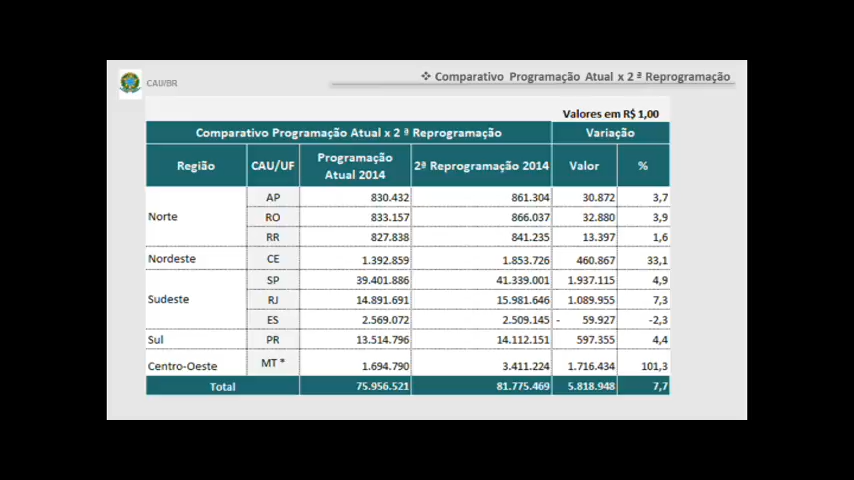 CAU/BR
❖ Comparativo Programação Atual x 2 ª Reprogramação
Valores em R$ 1,00
Comparativo Programação Atual x 2 ª Reprogramação Variação
Região CAU/UF Programação Atual 2014 2ª Reprogramação 2014 Valor %
Norte AP 830.432 861.304 30.872 3,7
RO 833.157 866.037 32.880 3,9
RR 827.838 841.235 13.397 1,6
Nordeste CE 1.392.859 1.853.726 460.867 33,1
Sudeste SP 39.401.886 41.339.001 1.937.115 4,9
RJ 14.891.691 15.981.646 1.089.955 7,3
ES 2.569.072 2.509.145 - 59.927 -2,3
Sul PR 13.514.796 14.112.151 597.355 4,4
Centro-Oeste MT * 1.694.790 3.411.224 1.716.434 101,3
Total 75.956.521 81.775.469 5.818.948 7,7